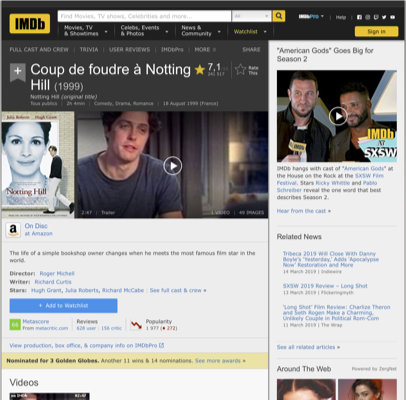 IMDb
Find Movies, TV shows, Celebrities and more...
All
IMDbPro
Help
Movies, TV & Showtimes
Celebs, Events & Photos
News & Community
Watchlist
Sign in
FULL CAST AND CREW | TRIVIA | USER REVIEWS | IMDbPro | MORE
SHARE
Coup de foudre à Notting Hill (1999)
7,1
Rate This
Notting Hill (original title)
Tous publics | 2h 4min | Comedy, Drama, Romance | 18 August 1999 (France)
Julia Roberts
Hugh Grant
Notting Hill
2:47 | Trailer
1 VIDEO | 49 IMAGES
On Disc
at Amazon
The life of a simple bookshop owner changes when he meets the most famous film star in the world.
Director: Roger Michell
Writer: Richard Curtis
Stars: Hugh Grant, Julia Roberts, Richard McCabe | See full cast & crew »
+ Add to Watchlist
Metascore
From metacritic.com
Reviews
628 user | 156 critic
Popularity
1 977 (272)
View production, box office, & company info on IMDbPro
Nominated for 3 Golden Globes. Another 11 wins & 14 nominations. See more awards »
Videos
"American Gods" Goes Big for Season 2
IMDb
AT
SXSW
IMDb hangs with cast of "American Gods" at the House on the Rock at the SXSW Film Festival. Stars Ricky Whittle and Pablo Schreiber reveal the one word that best describes Season 2.
Hear from the cast »
Related News
Tribeca 2019 Will Close With Danny Boyle's 'Yesterday,' Adds 'Apocalypse Now' Restoration and More
14 March 2019 | Indiewire
SXSW 2019 Review – Long Shot
13 March 2019 | Flickeringmyth
'Long Shot' Film Review: Charlize Theron and Seth Rogen Make a Charming, Unlikely Couple in Political Rom-Com
11 March 2019 | The Wrap
See all related articles »
Around The Web
Powered by ZergNet